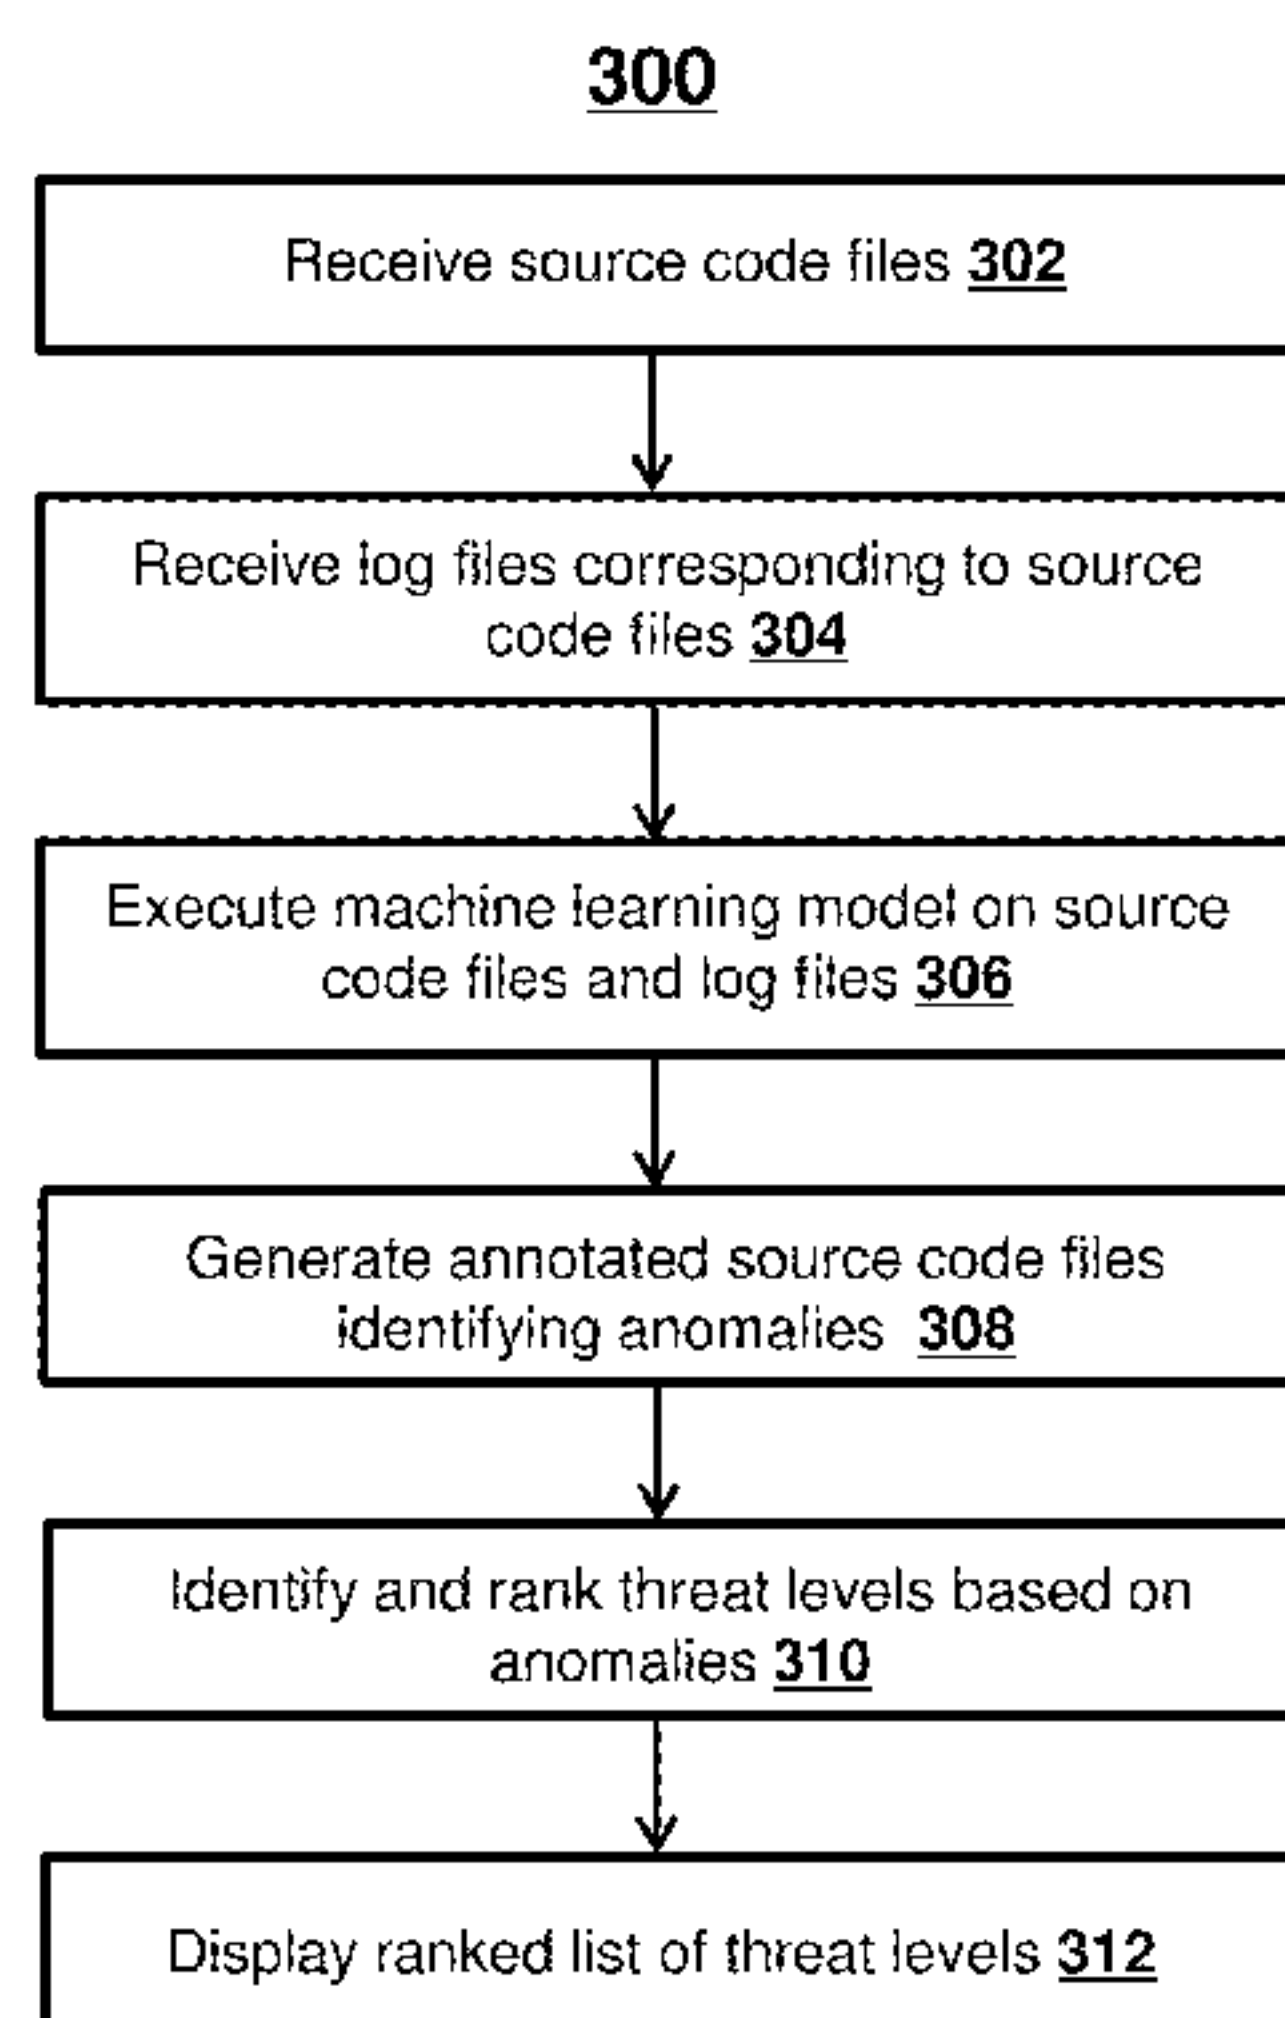 300
Receive source code files 302
Receive log files corresponding to source
code files 304
Execute machine learning model on source
code files and log files 306
Generate annotated source code files
identifying anomalies 308
Identify and rank threat levels based on
anomalies 310
Display ranked list of threat levels 312